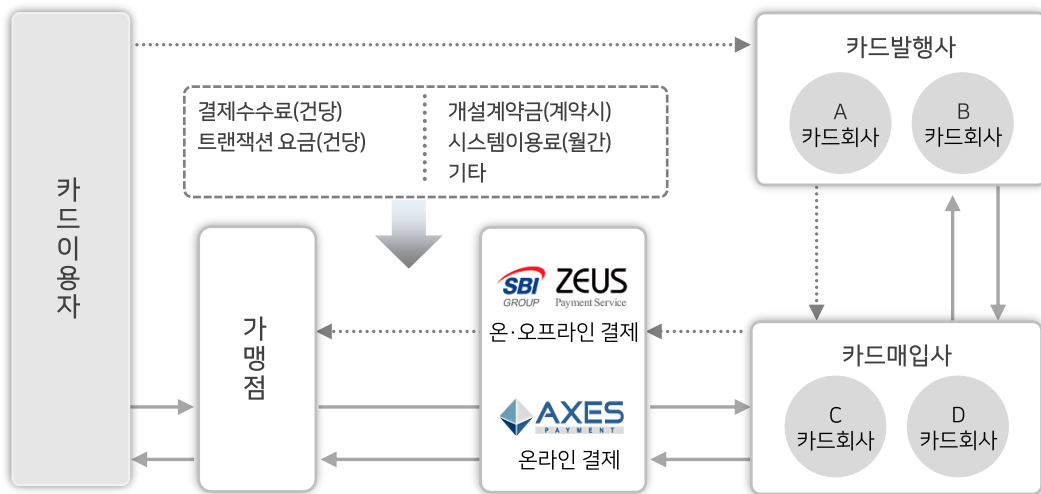 카드이용자
결제수수료(건당)
트랜잭션 요금(건당)
개설계약금(계약시)
시스템이용료(월간)
기타
카드발행사
A
카드회사
B
카드회사
가맹점
SBI
GROUP
ZEUS
Payment Service
온·오프라인 결제
AXES
PAYMENT
온라인 결제
카드매입사
C
카드회사
D
카드회사